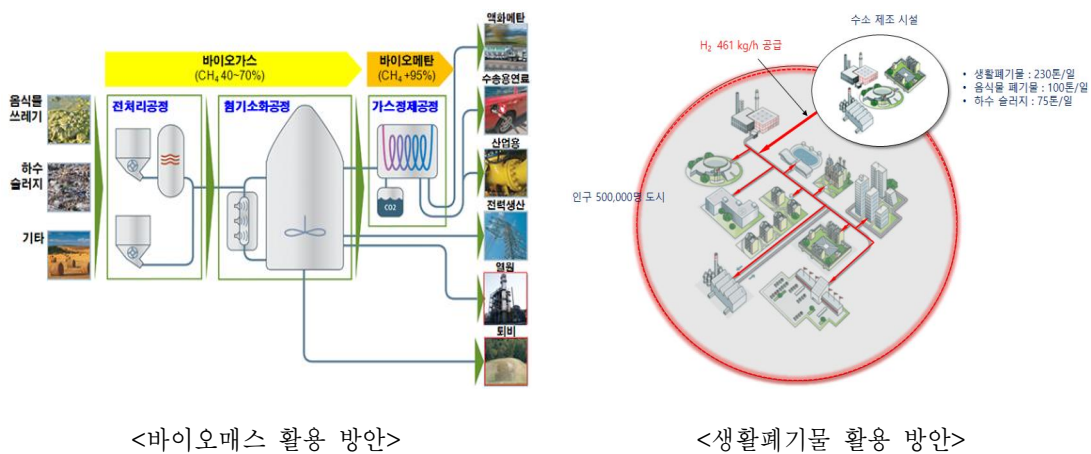 액화메탄
바이오가스
(CH₄ 40~70%)
바이오메탄
(CH₄ +95%)
수송용연료
음식물
쓰레기
전처리공정
혐기소화공정
가스정제공정
산업용
하수
슬러지
CO2
전력생산
기타
열원
퇴비
<바이오매스 활용 방안>
수소 제조 시설
H₂ 461 kg/h 공급
• 생활폐기물 : 230톤/일
• 음식물 폐기물 : 100톤/일
• 하수 슬러지 : 75톤/일
인구 500,000명 도시
<생활폐기물 활용 방안>